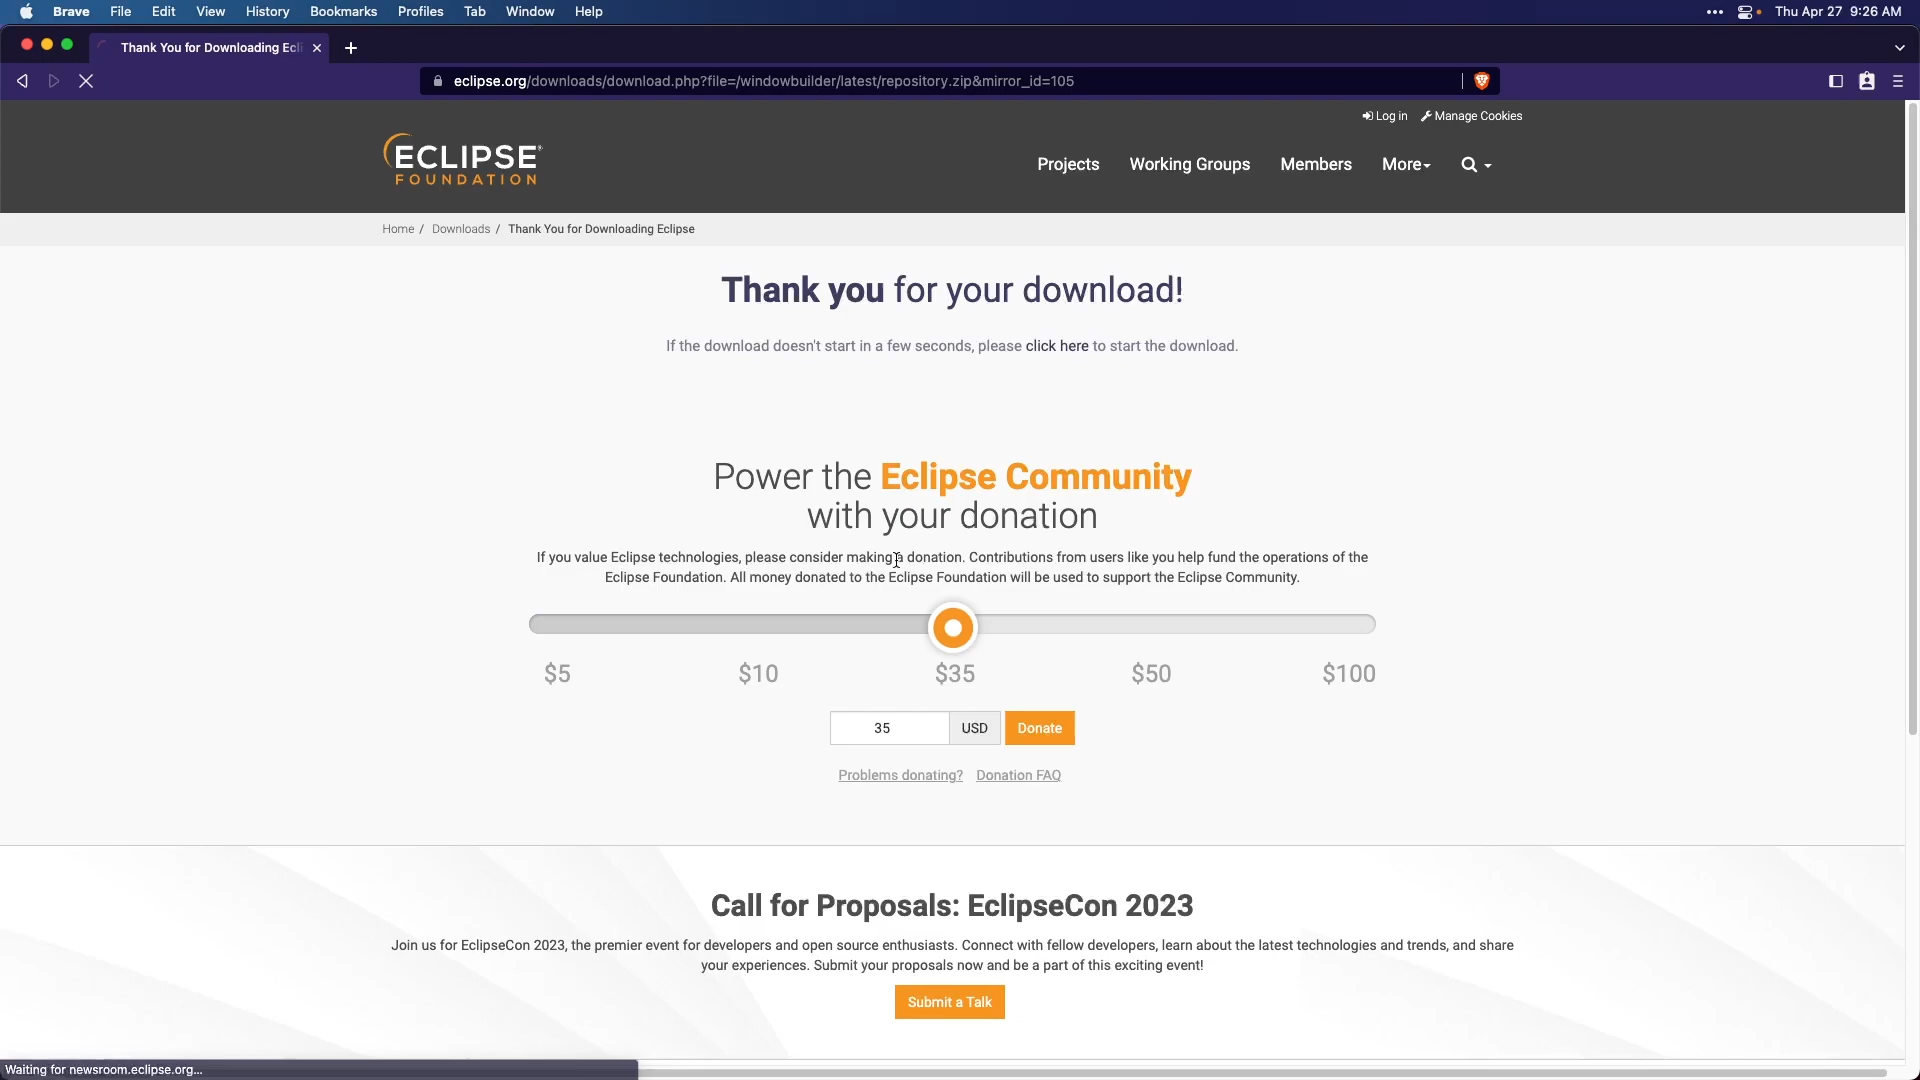 Brave File Edit View History Bookmarks Profiles Tab Window Help
Thu Apr 27 9:26 AM
Thank You for Downloading Ecli
eclipse.org/downloads/download.php?file=/windowbuilder/latest/repository.zip&mirror_id=105
Log in Manage Cookies
ECLIPSE®
FOUNDATION
Projects Working Groups Members More
Home / Downloads / Thank You for Downloading Eclipse
Thank you for your download!
If the download doesn't start in a few seconds, please click here to start the download.
Power the Eclipse Community
with your donation
If you value Eclipse technologies, please consider making a donation. Contributions from users like you help fund the operations of the
Eclipse Foundation. All money donated to the Eclipse Foundation will be used to support the Eclipse Community.
$5 $10 $35 $50 $100
35 USD Donate
Problems donating? Donation FAQ
Call for Proposals: EclipseCon 2023
Join us for EclipseCon 2023, the premier event for developers and open source enthusiasts. Connect with fellow developers, learn about the latest technologies and trends, and share
your experiences. Submit your proposals now and be a part of this exciting event!
Submit a Talk
Waiting for newsroom.eclipse.org...